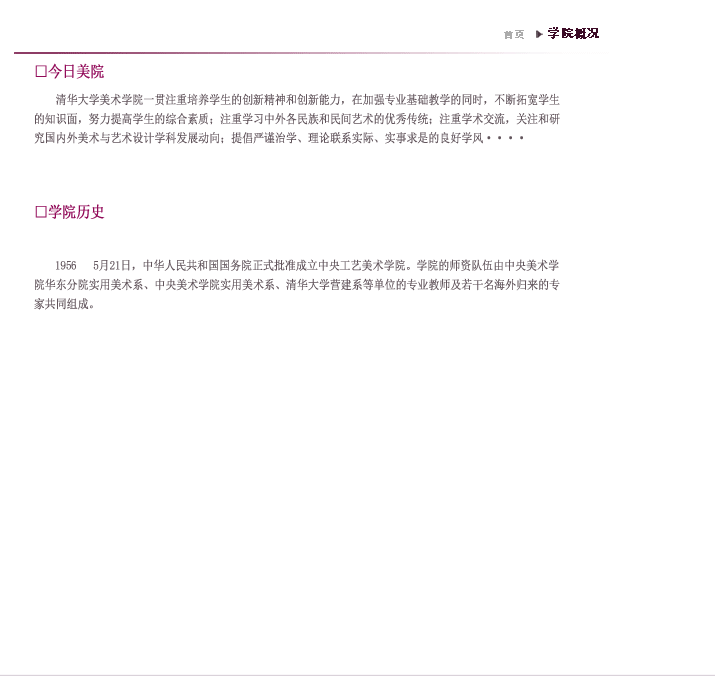 首页 ▶ 学院概况
□今日美院
清华大学美术学院一贯注重培养学生的创新精神和创新能力，在加强专业基础教学的同时，不断拓宽学生
的知识面，努力提高学生的综合素质；注重学习中外各民族和民间艺术的优秀传统；注重学术交流，关注和研
究国内外美术与艺术设计学科发展动向；提倡严谨治学、理论联系实际、实事求是的良好学风・・・・
□学院历史
1956 5月21日，中华人民共和国国务院正式批准成立中央工艺美术学院。学院的师资队伍由中央美术学
院华东分院实用美术系、中央美术学院实用美术系、清华大学营建系等单位的专业教师及若干名海外归来的专
家共同组成。